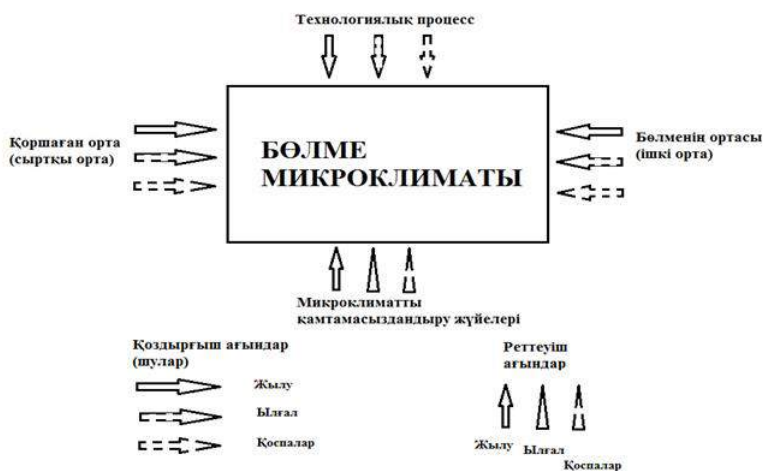 Технологиялық процесс
Қоршаған орта
(сыртқы орта)
БӨЛМЕ
МИКРОКЛИМАТЫ
Бөлменің ортасы
(ішкі орта)
Микроклиматты
қамтамасыздандыру жүйелері
Қоздырғыш ағындар
(шулар)
Жылу
Ылғал
Қоспалар
Реттеуіш
ағындар
Жылу
Ылғал
Қоспалар